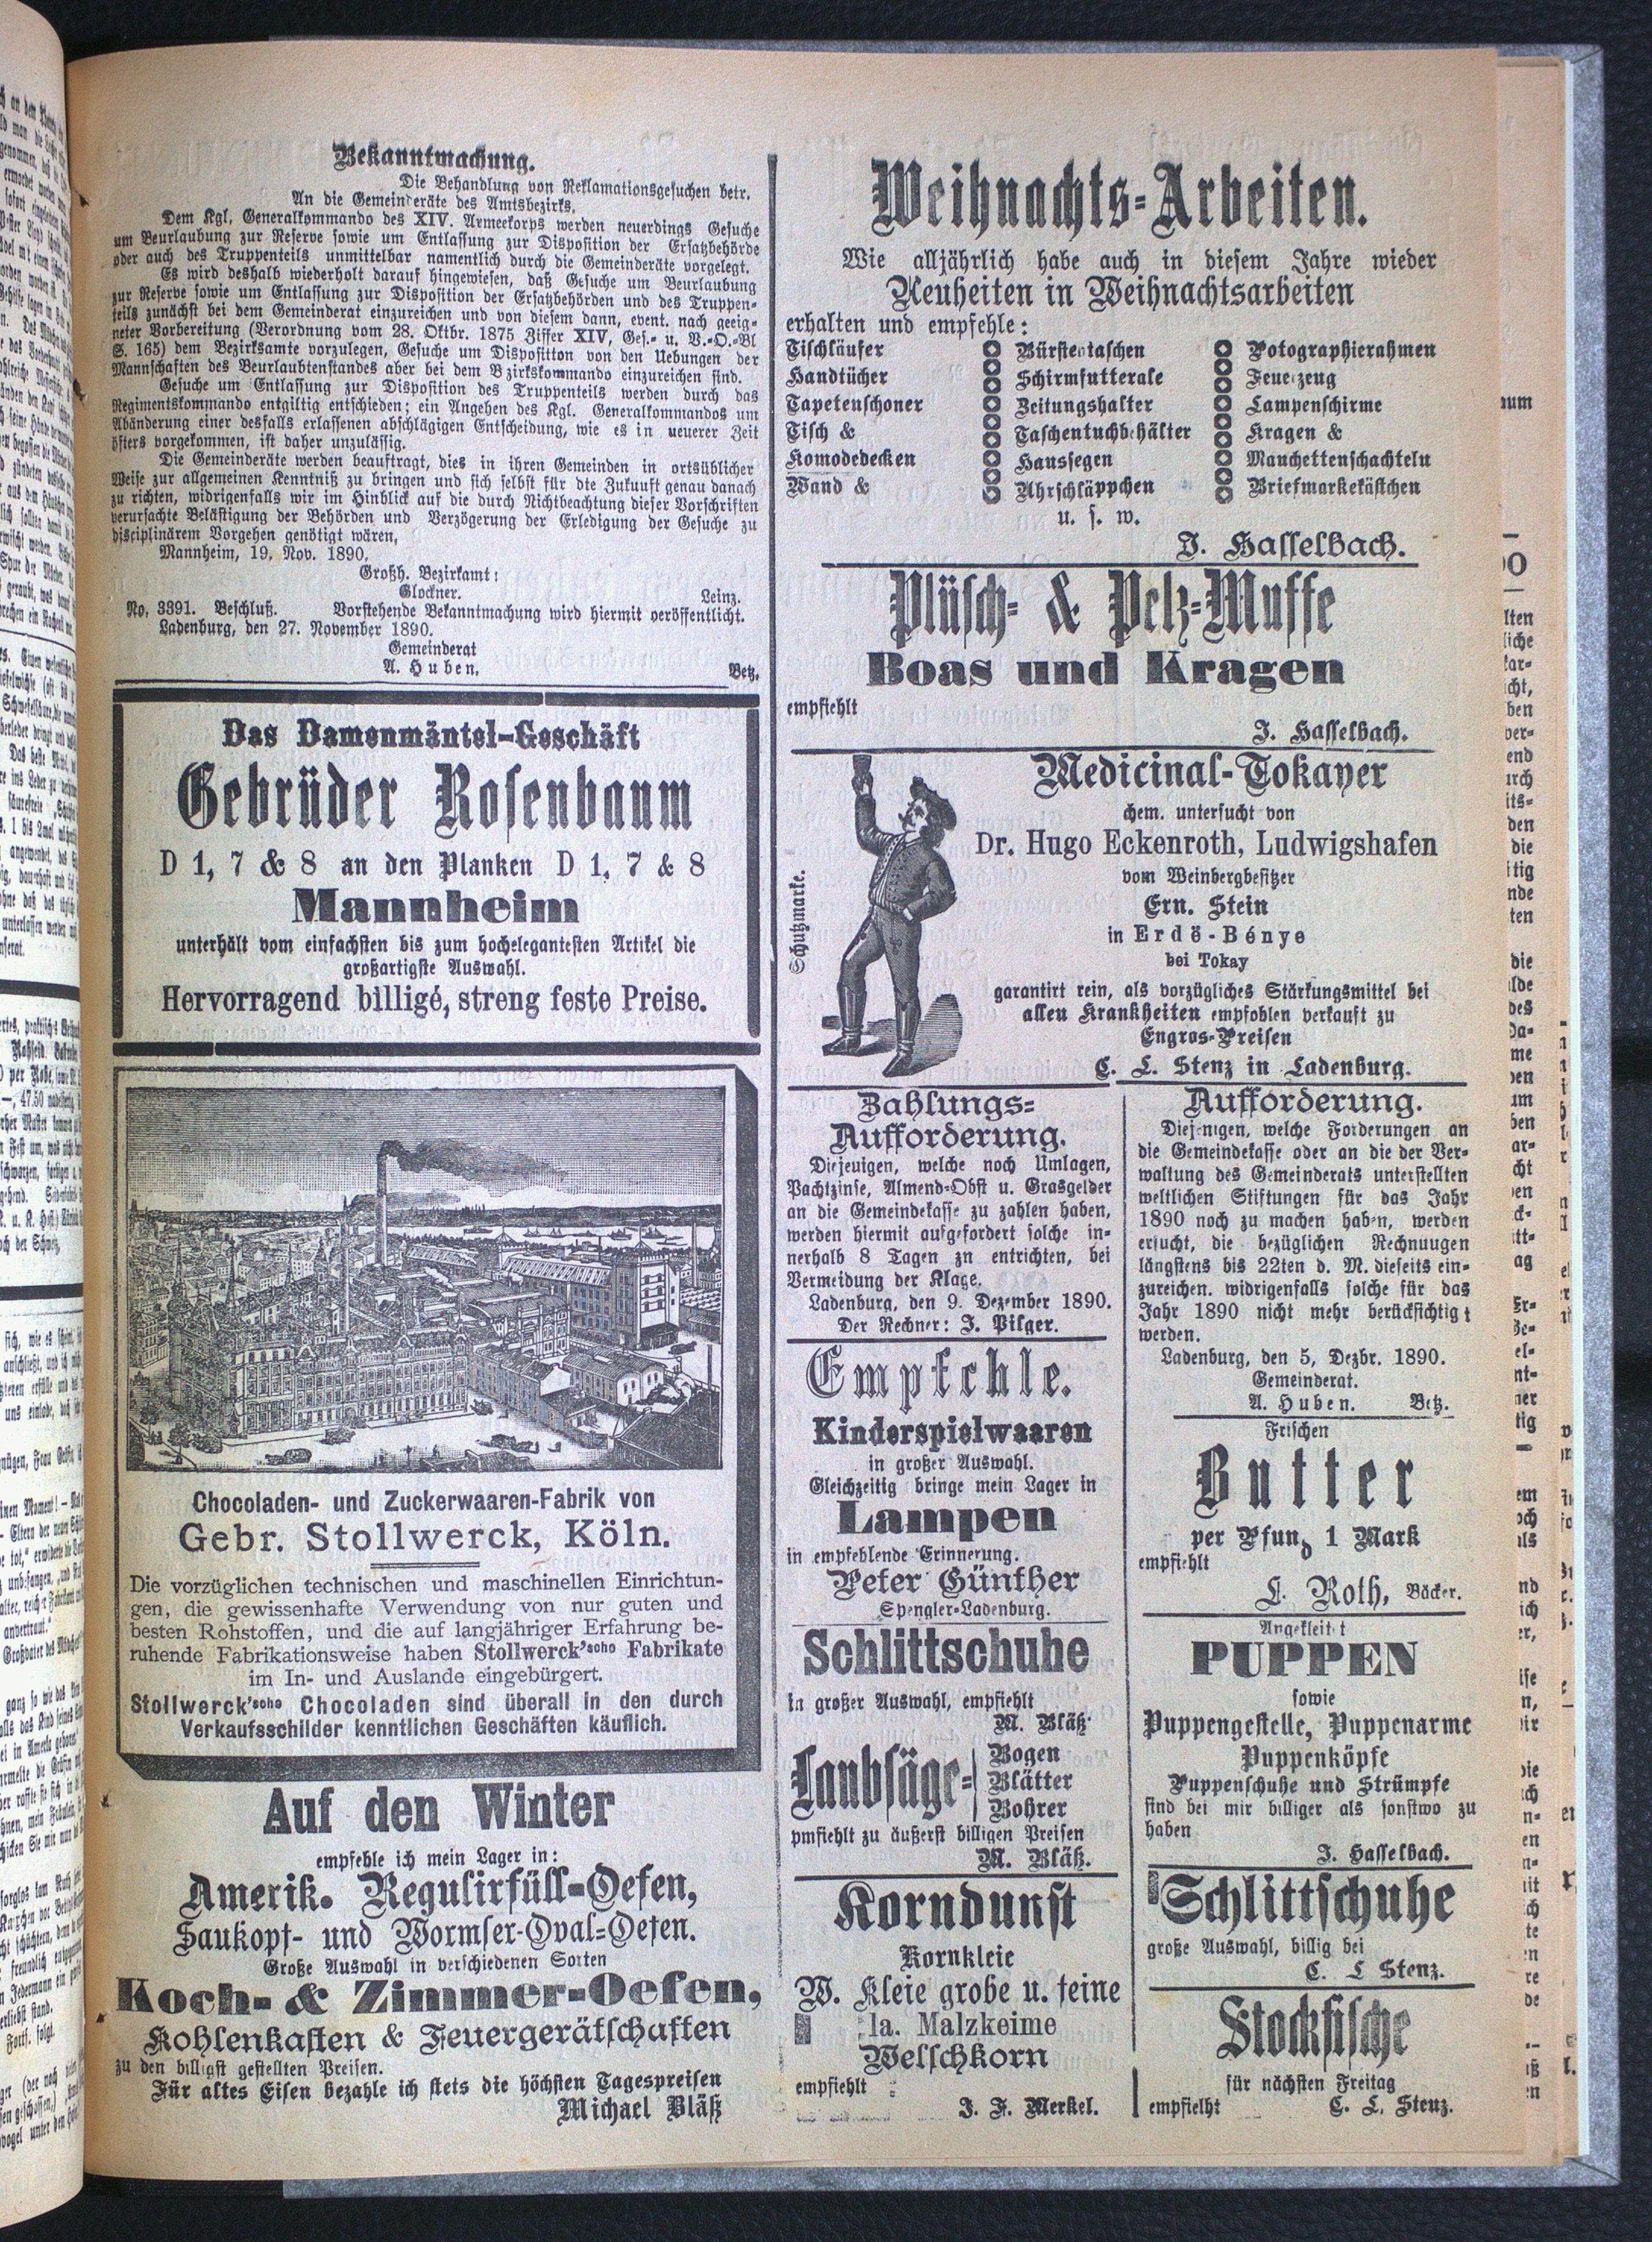 Bekanntmachung.
Die Behandlung von Reklamationsgesuchen betr.
An die Gemeinderäte des Amtsbezirks.
Dem Kgl. Generalkommando des XIV. Armeekorps werden neuerdings Gesuche
um Beurlaubung zur Reserve sowie um Entlassung zur Disposition der Ersatzbehörde
oder auch des Truppenteils unmittelbar namentlich durch die Gemeinderäte vorgelegt.
Es wird deshalb wiederholt darauf hingewiesen, daß Gesuche um Beurlaubung
zur Reserve sowie um Entlassung zur Disposition der Ersatzbehörden und des Truppen-
teils zunächst bei dem Gemeinderat einzureichen und von diesem dann, event. nach geeig-
neter Vorbereitung (Verordnung vom 28. Oktbr. 1875 Ziffer XIV, Ges.- u. V.-O.-Bl
S. 165) dem Bezirksamte vorzulegen, Gesuche um Disposition von den Uebungen der
Mannschaften des Beurlaubtenstandes aber bei dem Bzirkskommando einzureichen sind.
Gesuche um Entlassung zur Disposition des Truppenteils werden durch das
Regimentskommando entgiltig entschieden; ein Angehen des Kgl. Generalkommandos um
Abänderung einer desfalls erlassenen abschlägigen Entscheidung, wie es in neuerer Zeit
öfters vorgekommen, ist daher unzulässig.
Die Gemeinderäte werden beauftragt, dies in ihren Gemeinden in ortsüblicher
Weise zur allgemeinen Kenntniß zu bringen und sich selbst für die Zukunft genau danach
zu richten, widrigenfalls wir im Hinblick auf die durch Nichtbeachtung dieser Vorschriften
verursachte Belästigung der Behörden und Verzögerung der Erledigung der Gesuche zu
disciplinärem Vorgehen genötigt wären,
Mannheim, 19. Nov. 1890,
Großh. Bezirkamt:
Glockner. Leinz.
No. 3391. Beschluß. Vorstehende Bekanntmachung wird hiermit veröffentlicht.
Ladenburg, den 27. November 1890.
Gemeinderat
A. Huben. Betz.
Das Damenmäntel-Geschäft
Gebrüder Rosenbaum
D 1, 7 & 8 an den Planken D 1, 7 & 8
Mannheim
unterhält vom einfachsten bis zum hochelegantesten Artikel die
großartigste Auswahl.
Hervorragend billige, streng feste Preise.
Chocoladen- und Zuckerwaaren-Fabrik von
Gebr. Stollwerck, Köln.
Die vorzüglichen technischen und maschinellen Einrichtun-
gen, die gewissenhafte Verwendung von nur guten und
besten Rohstoffen, und die auf langjähriger Erfahrung be-
ruhende Fabrikationsweise haben Stollwerck'sche Fabrikate
im In- und Auslande eingebürgert.
Stollwerck'sche Chocoladen sind überall in den durch
Verkaufsschilder kenntlichen Geschäften käuflich.
Auf den Winter
empfehle ich mein Lager in:
Amerik. Regulirfüll-Oefen,
Saukopf- und Wormser-Oval-Oefen.
Große Auswahl in verschiedenen Sorten
Koch- & Zimmer-Oefen,
Kohlenkasten & Feuergerätschaften
zu den billigst gestellten Preisen.
Für altes Eisen bezahle ich stets die höchsten Tagespreisen
Michael Bläß
Weihnachts-Arbeiten.
Wie alljährlich habe auch in diesem Jahre wieder
Neuheiten in Weihnachtsarbeiten
erhalten und empfehle:
Tischläufer Bürstentaschen Potographierahmen
Handtücher Schirmfutterale Feuerzeug
Tapetenschoner Zeitungshalter Lampenschirme
Tisch & Taschentuchbehälter Kragen &
Komodedecken Haussegen Manchettenschachteln
Wand & Uhrschläppchen Briefmarkekästchen
u. s. w.
J. Hasselbach.
Plüsch- & Pelz-Muffe
Boas und Kragen
empfiehlt
J. Hasselbach.
Schutzmarke.
Medicinal-Tokayer
chem. untersucht von
Dr. Hugo Eckenroth, Ludwigshafen
vom Weinbergbesitzer
Ern. Stein
in Erdö-Bénye
bei Tokay
garantirt rein, als vorzügliches Stärkungsmittel bei
allen Krankheiten empfohlen verkauft zu
Engros-Preisen
C. L. Stenz in Ladenburg.
Zahlungs-
Aufforderung.
Diejenigen, welche noch Umlagen,
Pachtzinse, Almend-Obst u. Grasgelder
an die Gemeindekasse zu zahlen haben,
werden hiermit aufgefordert solche in-
nerhalb 8 Tagen zn entrichten, bei
Vermeidung der Klage.
Ladenburg, den 9. Dezember 1890.
Der Rechner: J. Pilger.
Empfehle.
Kinderspielwaaren
in großer Auswahl.
Gleichzeitig bringe mein Lager in
Lampen
in empfehlende Erinnerung.
Peter Günther
Spengler-Ladenburg.
Schlittschuhe
in großer Auswahl, empfiehlt
M. Bläß
Laubsäge- Bogen
Blätter
Bohrer
pmfiehlt zu äußerst billigen Preisen
M. Bläß.
Korndunst
Kornkleie
W. Kleie grobe u. feine
la. Malzkeime
Welschkorn
empfiehlt
J. F. Merkel.
Aufforderung.
Diejenigen, welche Forderungen an
die Gemeindekasse oder an die der Ver-
waltung des Gemeinderats unterstellten
weltlichen Stiftungen für das Jahr
1890 noch zu machen haben, werden
ersucht, die bezüglichen Rechnungen
längstens bis 22ten d. M. dieseits ein-
zureichen. widrigenfalls solche für das
Jahr 1890 nicht mehr berücksichtigt
werden.
Ladenburg, den 5, Dezbr. 1890.
Gemeinderat.
A. Huben. Betz.
Frischen
Butter
per Pfund 1 Mark
empfiehlt
L. Roth, Bäcker.
Angekleitet
PUPPEN
sowie
Puppengestelle, Puppenarme
Puppenköpfe
Puppenschuhe und Strümpfe
sind bei mir billiger als sonstwo zu
haben
J. Hasselbach.
Schlittschuhe
große Auswahl, billig bei
C. L Stenz.
Stockfische
für nächsten Freitag
empfielht C. L. Stenz.